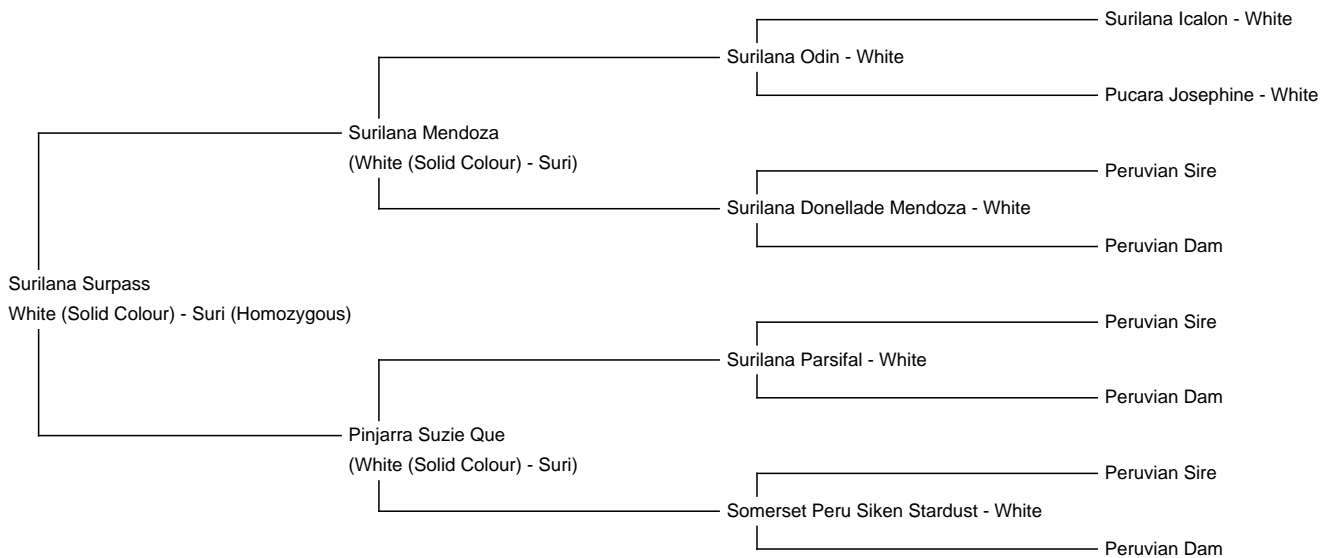 Surilana Icalon - White
Surilana Odin - White
Pucara Josephine - White
Surilana Mendoza
(White (Solid Colour) - Suri)
Peruvian Sire
Surilana Donellade Mendoza - White
Peruvian Dam
Surilana Surpass
White (Solid Colour) - Suri (Homozygous)
Peruvian Sire
Surilana Parsifal - White
Peruvian Dam
Pinjarra Suzie Que
(White (Solid Colour) - Suri)
Peruvian Sire
Somerset Peru Siken Stardust - White
Peruvian Dam